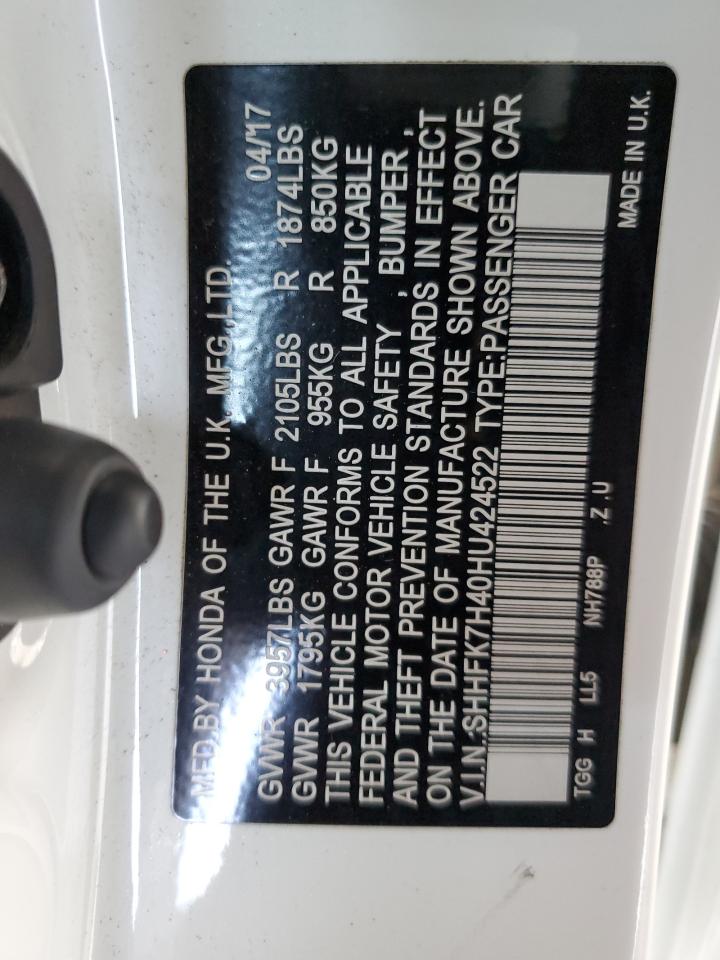 MFD.BY HONDA OF THE U.K. MFG.,LTD. 04/17
GVWR 3957LBS GAWR F 2105LBS R 1874LBS
GVWR 1795KG GAWR F 955KG R 850KG
THIS VEHICLE CONFORMS TO ALL APPLICABLE
FEDERAL MOTOR VEHICLE SAFETY , BUMPER ,
AND THEFT PREVENTION STANDARDS IN EFFECT
ON THE DATE OF MANUFACTURE SHOWN ABOVE.
V.I.N.:SHHFK7H40HU424522 TYPE:PASSENGER CAR
TGG H LL5 NH788P .Z .U MADE IN U.K.